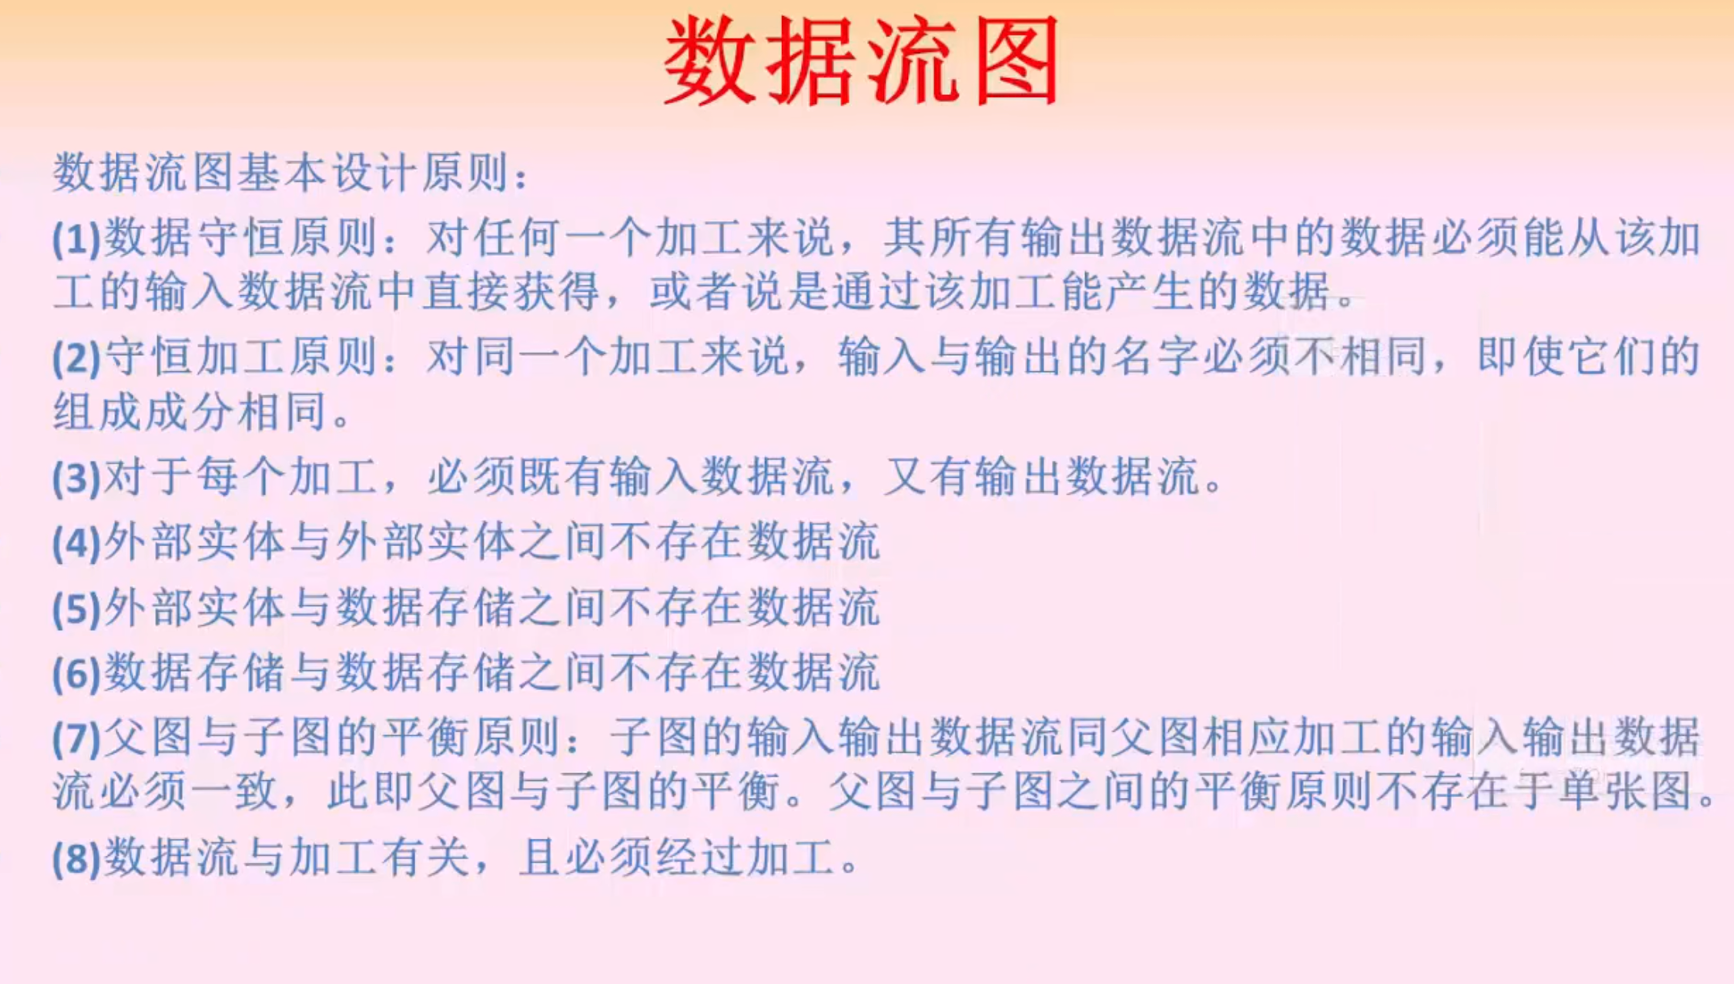 数据流图
数据流图基本设计原则：
(1)数据守恒原则：对任何一个加工来说，其所有输出数据流中的数据必须能从该加
工的输入数据流中直接获得，或者说是通过该加工能产生的数据。
(2)守恒加工原则：对同一个加工来说，输入与输出的名字必须不相同，即使它们的
组成成分相同。
(3)对于每个加工，必须既有输入数据流，又有输出数据流。
(4)外部实体与外部实体之间不存在数据流
(5)外部实体与数据存储之间不存在数据流
(6)数据存储与数据存储之间不存在数据流
(7)父图与子图的平衡原则：子图的输入输出数据流同父图相应加工的输入输出数据
流必须一致，此即父图与子图的平衡。父图与子图之间的平衡原则不存在于单张图。
(8)数据流与加工有关，且必须经过加工。